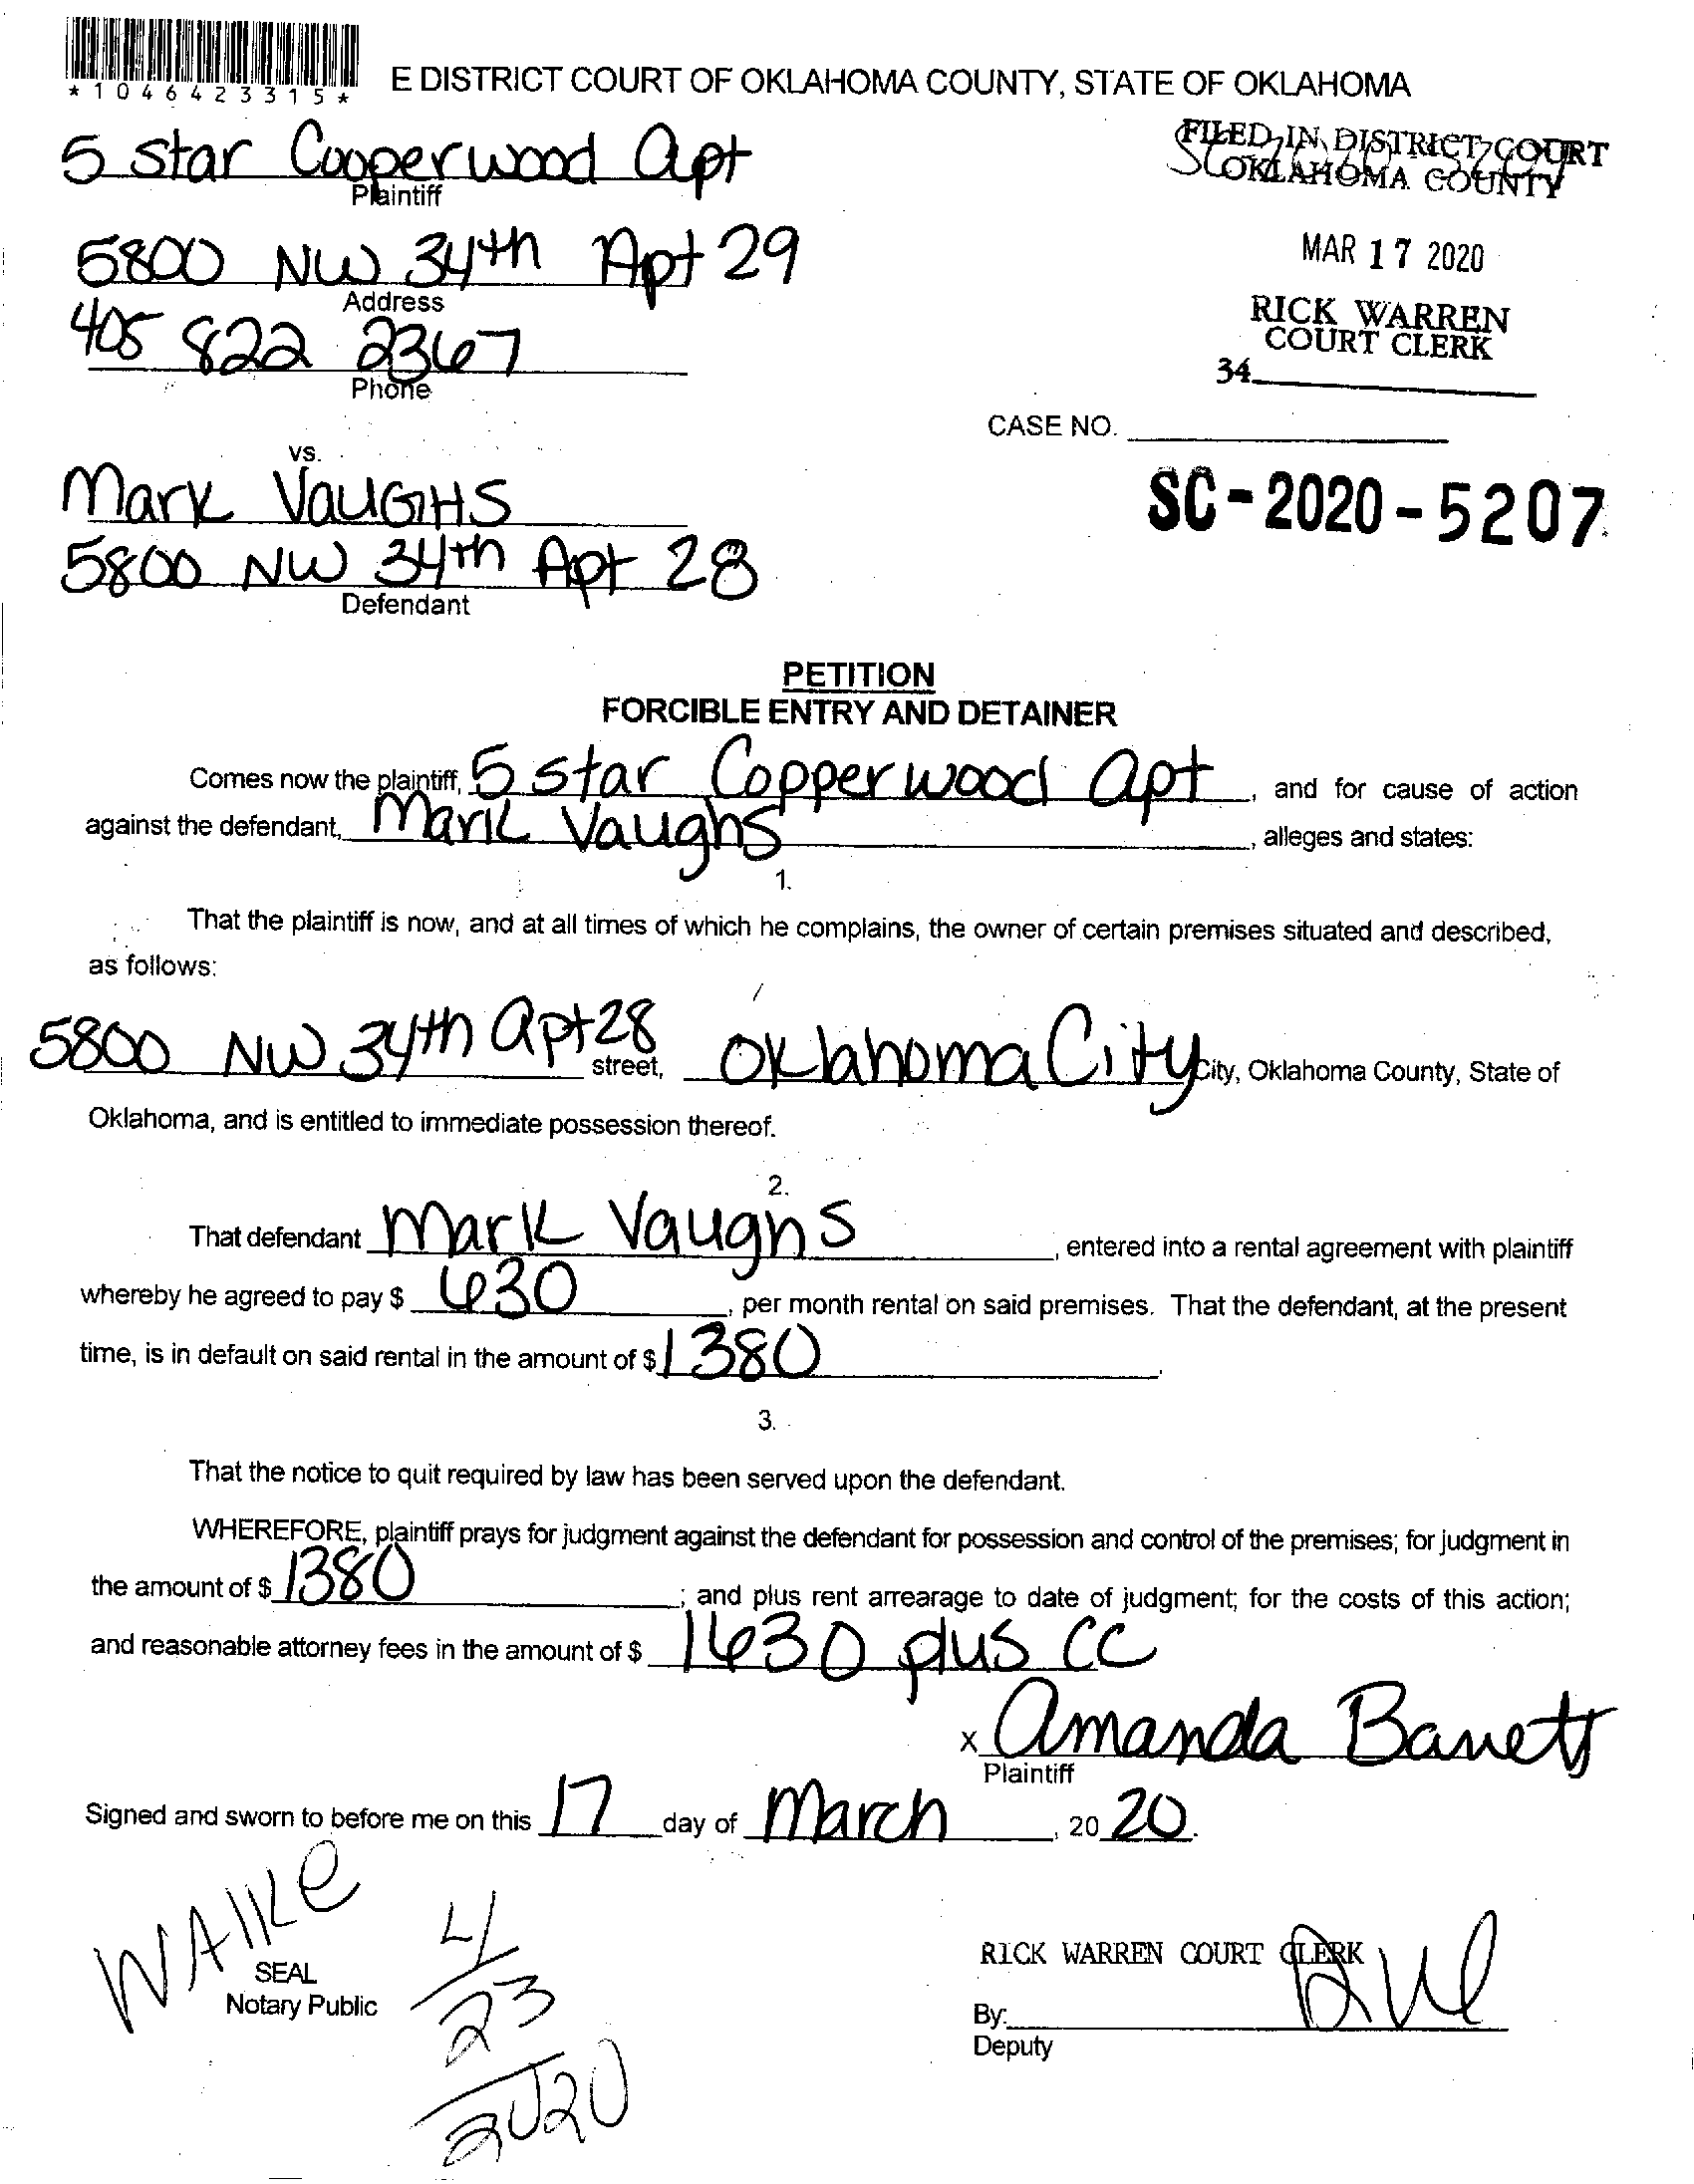 *1046423315*
E DISTRICT COURT OF OKLAHOMA COUNTY, STATE OF OKLAHOMA
5 Star Cooperwood Apt
Plaintiff
FILED IN DISTRICT COURT
OKLAHOMA COUNTY
5800 NW 34th Apt 29
Address
MAR 17 2020
405 822 2367
Phone
RICK WARREN
COURT CLERK
34
CASE NO.
vs.
Mark VAUGHS
SC-2020-5207
5800 NW 34th Apt 28
Defendant
PETITION
FORCIBLE ENTRY AND DETAINER
Comes now the plaintiff, 5 Star Copperwood Apt, and for cause of action
against the defendant, Mark Vaughs, alleges and states:
1.
That the plaintiff is now, and at all times of which he complains, the owner of certain premises situated and described,
as follows:
5800 NW 34th Apt 28 street, Oklahoma City City, Oklahoma County, State of
Oklahoma, and is entitled to immediate possession thereof.
2.
That defendant Mark Vaughs, entered into a rental agreement with plaintiff
whereby he agreed to pay $ 630, per month rental on said premises. That the defendant, at the present
time, is in default on said rental in the amount of $ 1380.
3.
That the notice to quit required by law has been served upon the defendant.
WHEREFORE, plaintiff prays for judgment against the defendant for possession and control of the premises; for judgment in
the amount of $ 1380; and plus rent arrearage to date of judgment; for the costs of this action;
and reasonable attorney fees in the amount of $ 1630 plus CC
x Amanda Barrett
Plaintiff
Signed and sworn to before me on this 17 day of March, 20 20.
WAlke
4/23/2020
SEAL
Notary Public
RICK WARREN COURT CLERK
By:
Deputy